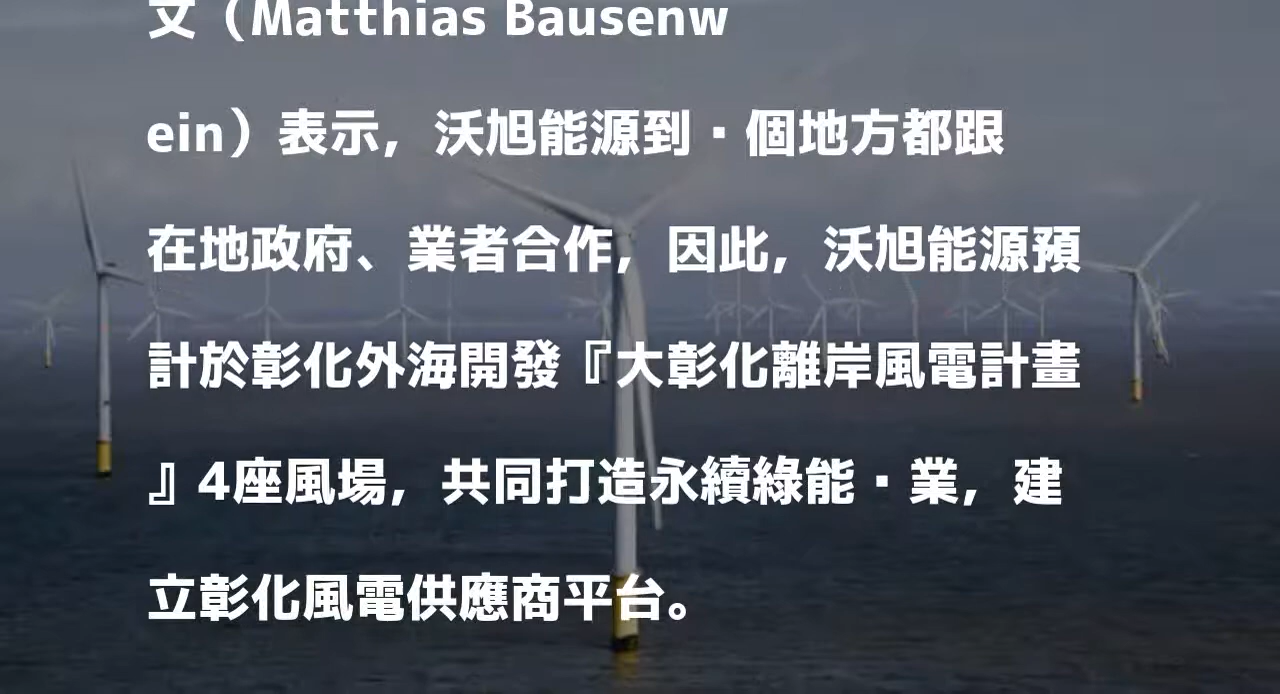 文（Matthias Bausenw
ein）表示，沃旭能源到▪個地方都跟
在地政府、業者合作，因此，沃旭能源預
計於彰化外海開發『大彰化離岸風電計畫
』4座風場，共同打造永續綠能▪業，建
立彰化風電供應商平台。